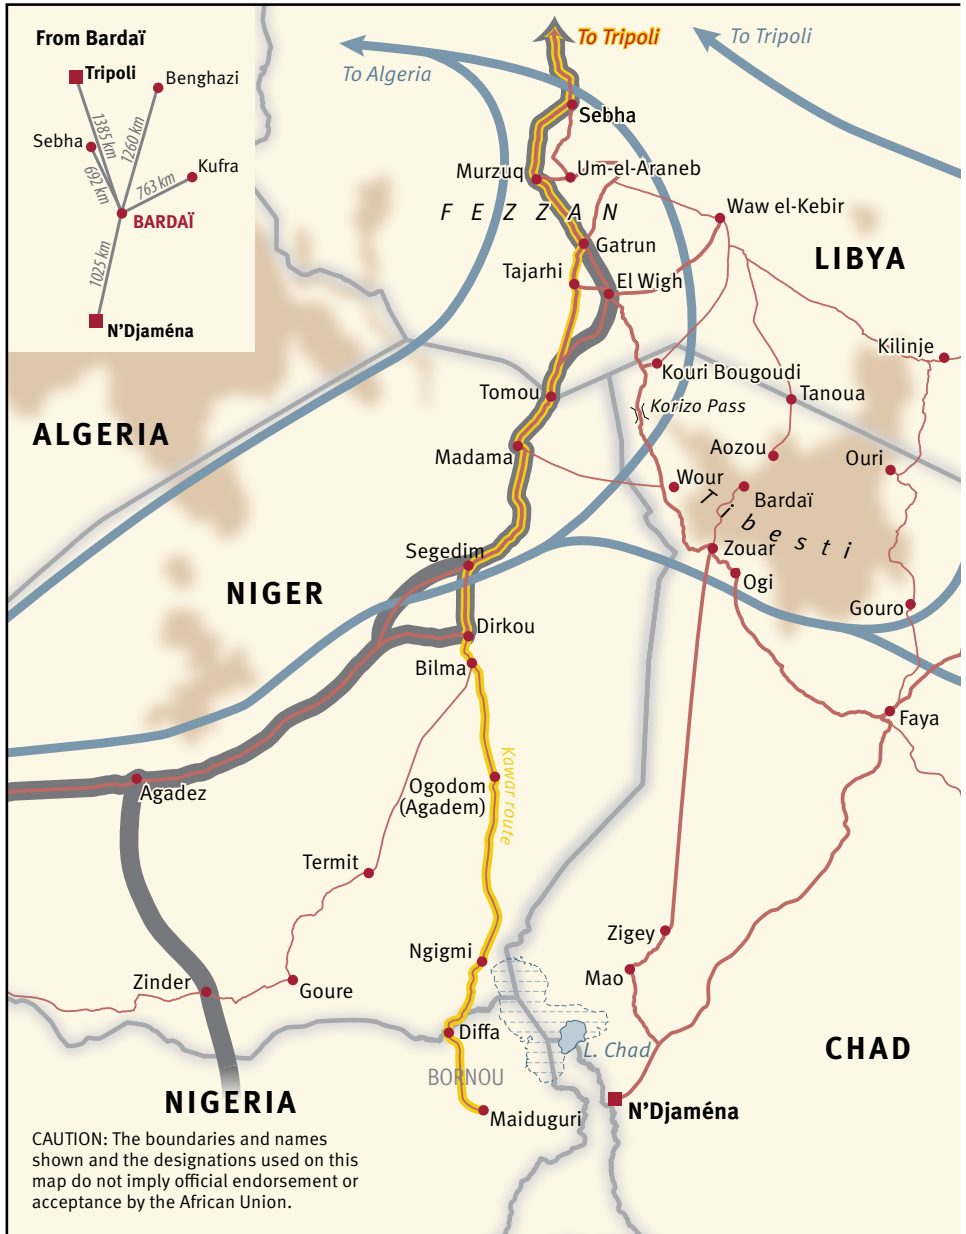 From Bardaï
Tripoli
Benghazi
Sebha
Kufra
1385 km
1260 km
692 km
763 km
BARDAÏ
1025 km
N'Djaména
To Tripoli
To Tripoli
To Algeria
Sebha
Murzuq
Um-el-Araneb
FEZZAN
Waw el-Kebir
Gatrun
LIBYA
Tajarhi
El Wigh
Kilinje
Kouri Bougoudi
Tomou
Tanoua
Korizo Pass
ALGERIA
Madama
Aozou
Ouri
Wour
Bardaï
Tibesti
Segedim
Zouar
Ogi
NIGER
Gouro
Dirkou
Bilma
Faya
Kawar route
Ogodom
(Agadem)
Agadez
Termit
Zigey
Ngigmi
Mao
Zinder
Goure
Diffa
L. Chad
CHAD
BORNOU
NIGERIA
Maiduguri
N'Djaména
CAUTION: The boundaries and names
shown and the designations used on this
map do not imply official endorsement or
acceptance by the African Union.